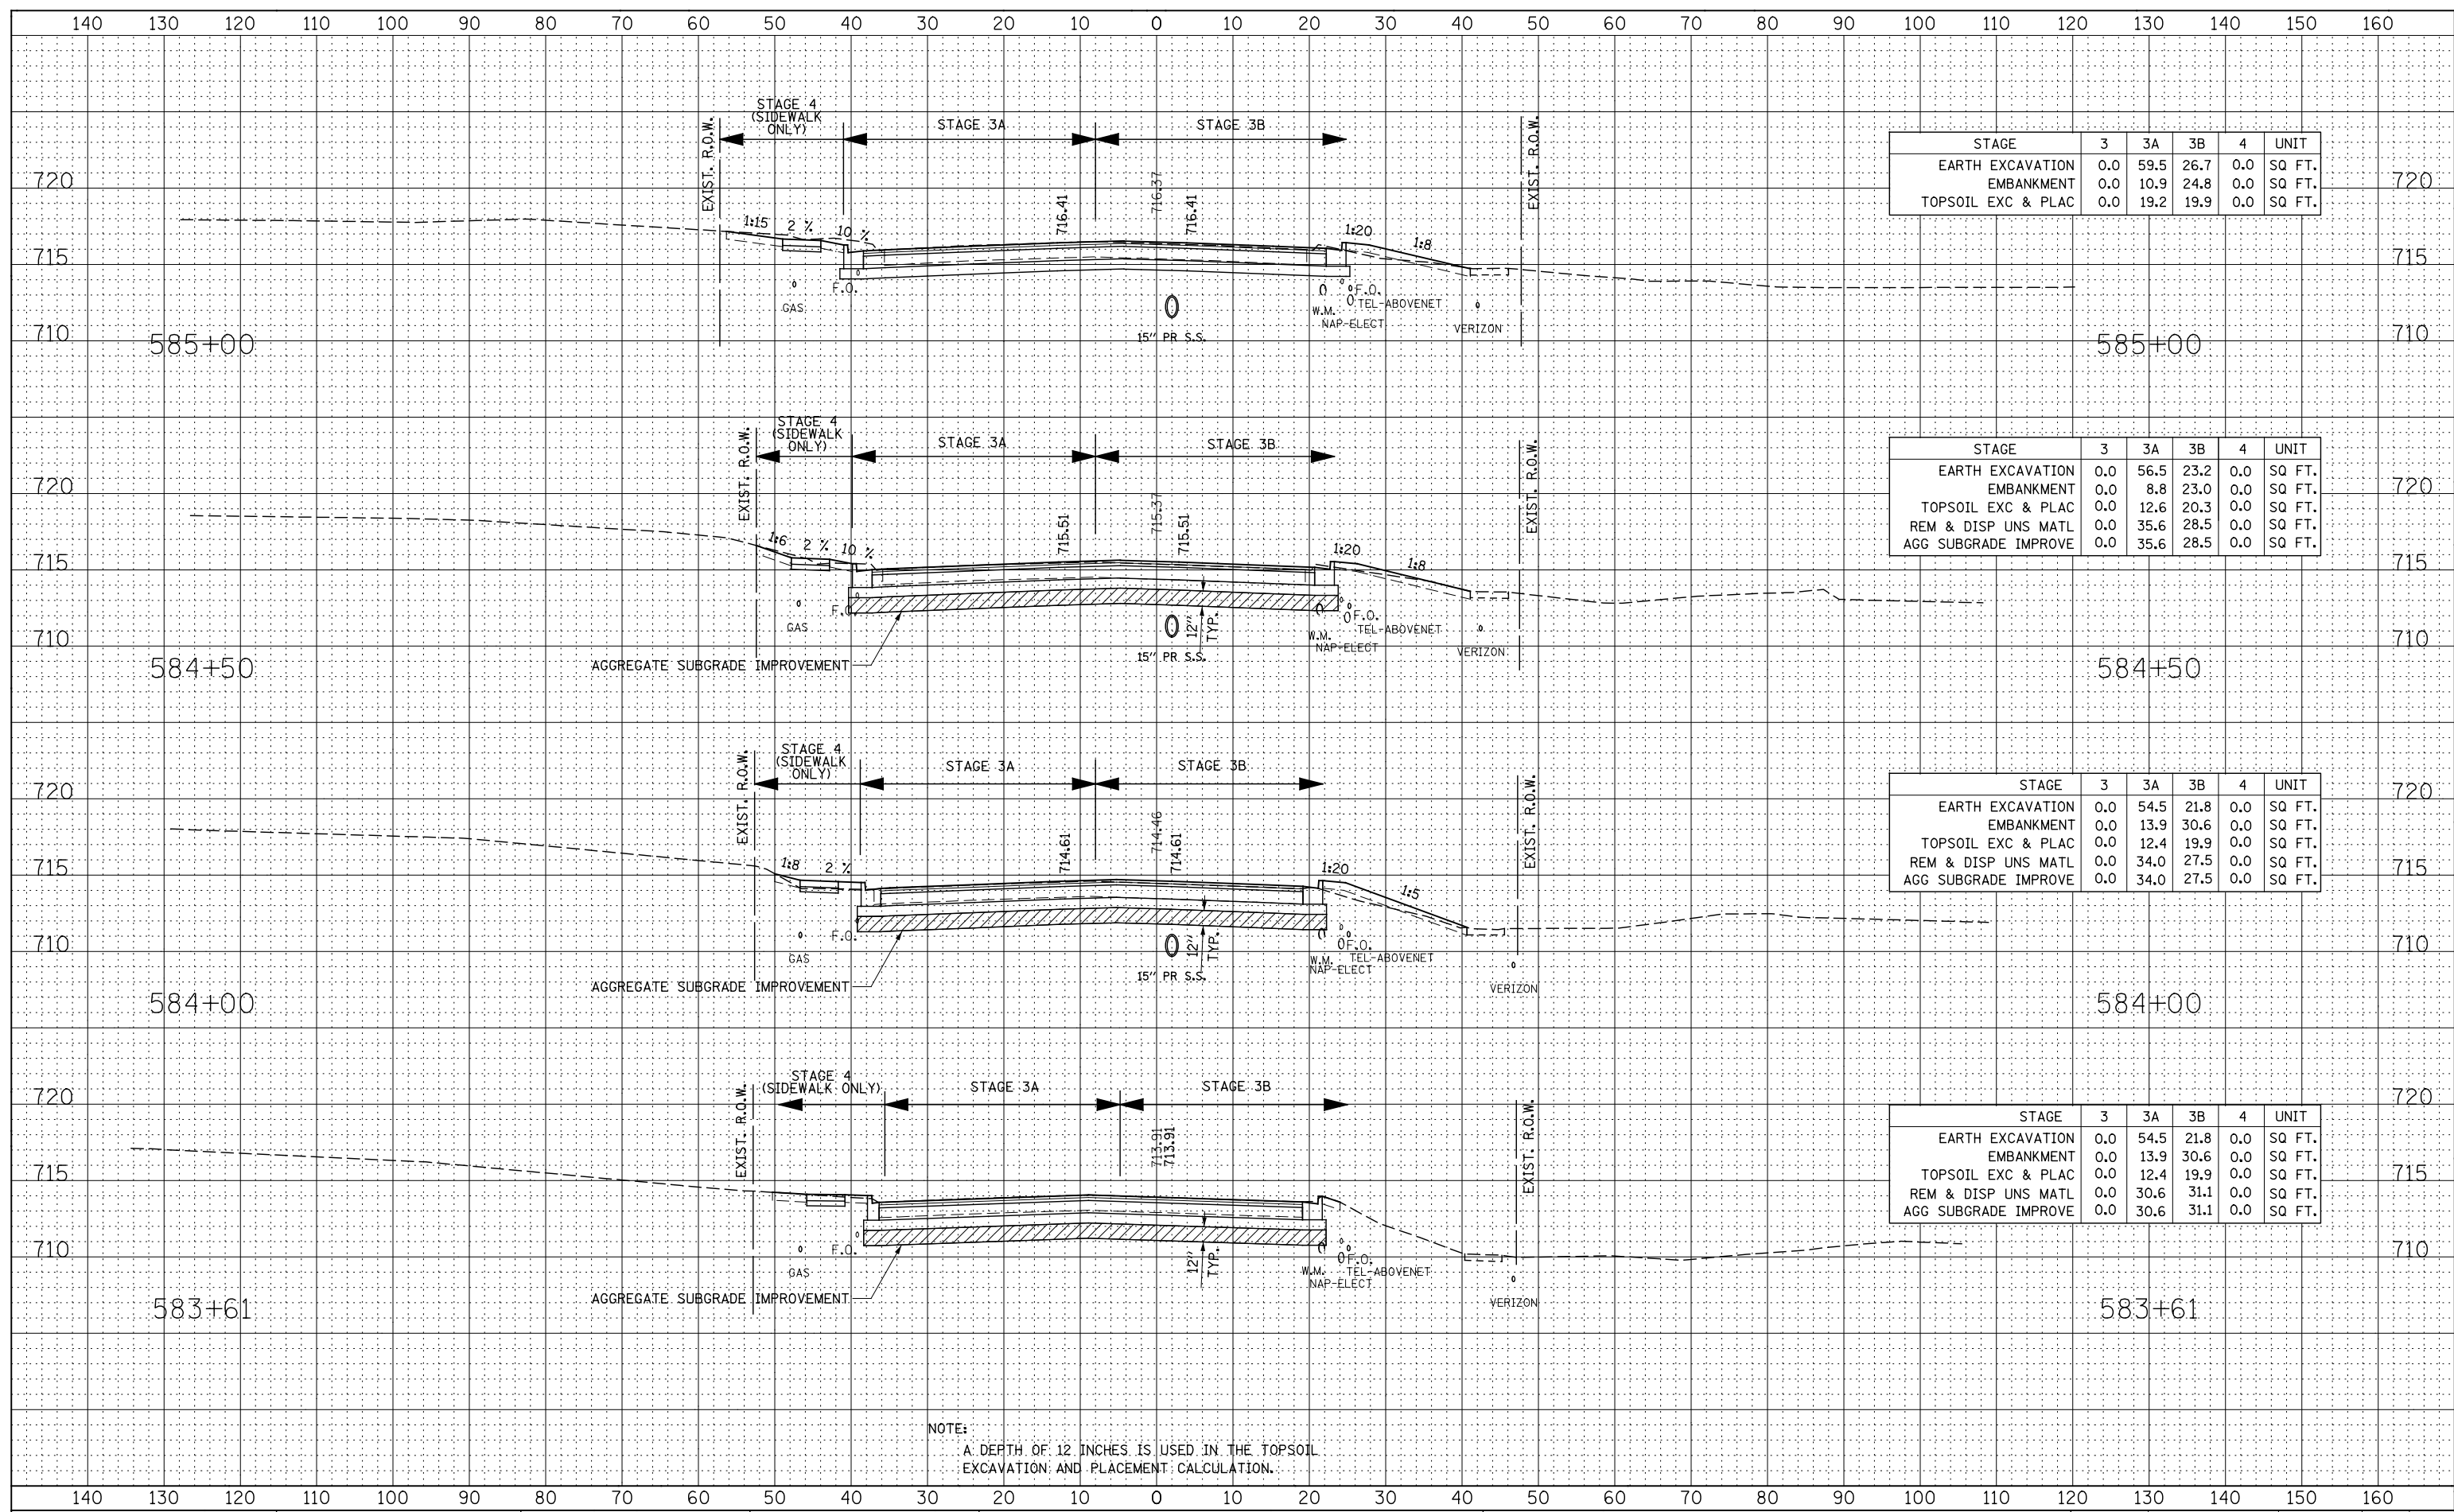 140 130 120 110 100 90 80 70 60 50 40 30 20 10 0 10 20 30 40 50 60 70 80 90 100 110 120 130 140 150 160
STAGE 4
(SIDEWALK
ONLY)
STAGE 3A
STAGE 3B
EXIST. R.O.W.
EXIST. R.O.W.
STAGE 3 3A 3B 4 UNIT
EARTH EXCAVATION 0.0 59.5 26.7 0.0 SQ FT.
EMBANKMENT 0.0 10.9 24.8 0.0 SQ FT.
TOPSOIL EXC & PLAC 0.0 19.2 19.9 0.0 SQ FT.
720
720
716.41
716.37
716.41
1:15
2 %
10 %
1:20
1:8
715
715
GAS
F.O.
15" PR S.S.
W.M.
F.O.
TEL-ABOVENET
NAP-ELECT
VERIZON
710
710
585+00
585+00
STAGE 4
(SIDEWALK
ONLY)
STAGE 3A
STAGE 3B
EXIST. R.O.W.
EXIST. R.O.W.
STAGE 3 3A 3B 4 UNIT
EARTH EXCAVATION 0.0 56.5 23.2 0.0 SQ FT.
EMBANKMENT 0.0 8.8 23.0 0.0 SQ FT.
TOPSOIL EXC & PLAC 0.0 12.6 20.3 0.0 SQ FT.
REM & DISP UNS MATL 0.0 35.6 28.5 0.0 SQ FT.
AGG SUBGRADE IMPROVE 0.0 35.6 28.5 0.0 SQ FT.
720
720
715.51
715.37
715.51
1:6
2 %
10 %
1:20
1:8
715
715
GAS
F.O.
12"
TYP.
15" PR S.S.
W.M.
F.O.
TEL-ABOVENET
NAP-ELECT
VERIZON
710
710
AGGREGATE SUBGRADE IMPROVEMENT
584+50
584+50
STAGE 4
(SIDEWALK
ONLY)
STAGE 3A
STAGE 3B
EXIST. R.O.W.
EXIST. R.O.W.
STAGE 3 3A 3B 4 UNIT
EARTH EXCAVATION 0.0 54.5 21.8 0.0 SQ FT.
EMBANKMENT 0.0 13.9 30.6 0.0 SQ FT.
TOPSOIL EXC & PLAC 0.0 12.4 19.9 0.0 SQ FT.
REM & DISP UNS MATL 0.0 34.0 27.5 0.0 SQ FT.
AGG SUBGRADE IMPROVE 0.0 34.0 27.5 0.0 SQ FT.
720
720
714.61
714.46
714.61
1:8
2 %
1:20
1:5
715
715
GAS
F.O.
12"
TYP.
15" PR S.S.
W.M.
F.O.
TEL-ABOVENET
NAP-ELECT
VERIZON
710
710
AGGREGATE SUBGRADE IMPROVEMENT
584+00
584+00
STAGE 4
(SIDEWALK ONLY)
STAGE 3A
STAGE 3B
EXIST. R.O.W.
EXIST. R.O.W.
STAGE 3 3A 3B 4 UNIT
EARTH EXCAVATION 0.0 54.5 21.8 0.0 SQ FT.
EMBANKMENT 0.0 13.9 30.6 0.0 SQ FT.
TOPSOIL EXC & PLAC 0.0 12.4 19.9 0.0 SQ FT.
REM & DISP UNS MATL 0.0 30.6 31.1 0.0 SQ FT.
AGG SUBGRADE IMPROVE 0.0 30.6 31.1 0.0 SQ FT.
720
720
713.91
713.91
715
715
GAS
F.O.
12"
TYP.
W.M.
F.O.
TEL-ABOVENET
NAP-ELECT
VERIZON
710
710
AGGREGATE SUBGRADE IMPROVEMENT
583+61
583+61
NOTE:
A DEPTH OF 12 INCHES IS USED IN THE TOPSOIL
EXCAVATION AND PLACEMENT CALCULATION.
140 130 120 110 100 90 80 70 60 50 40 30 20 10 0 10 20 30 40 50 60 70 80 90 100 110 120 130 140 150 160